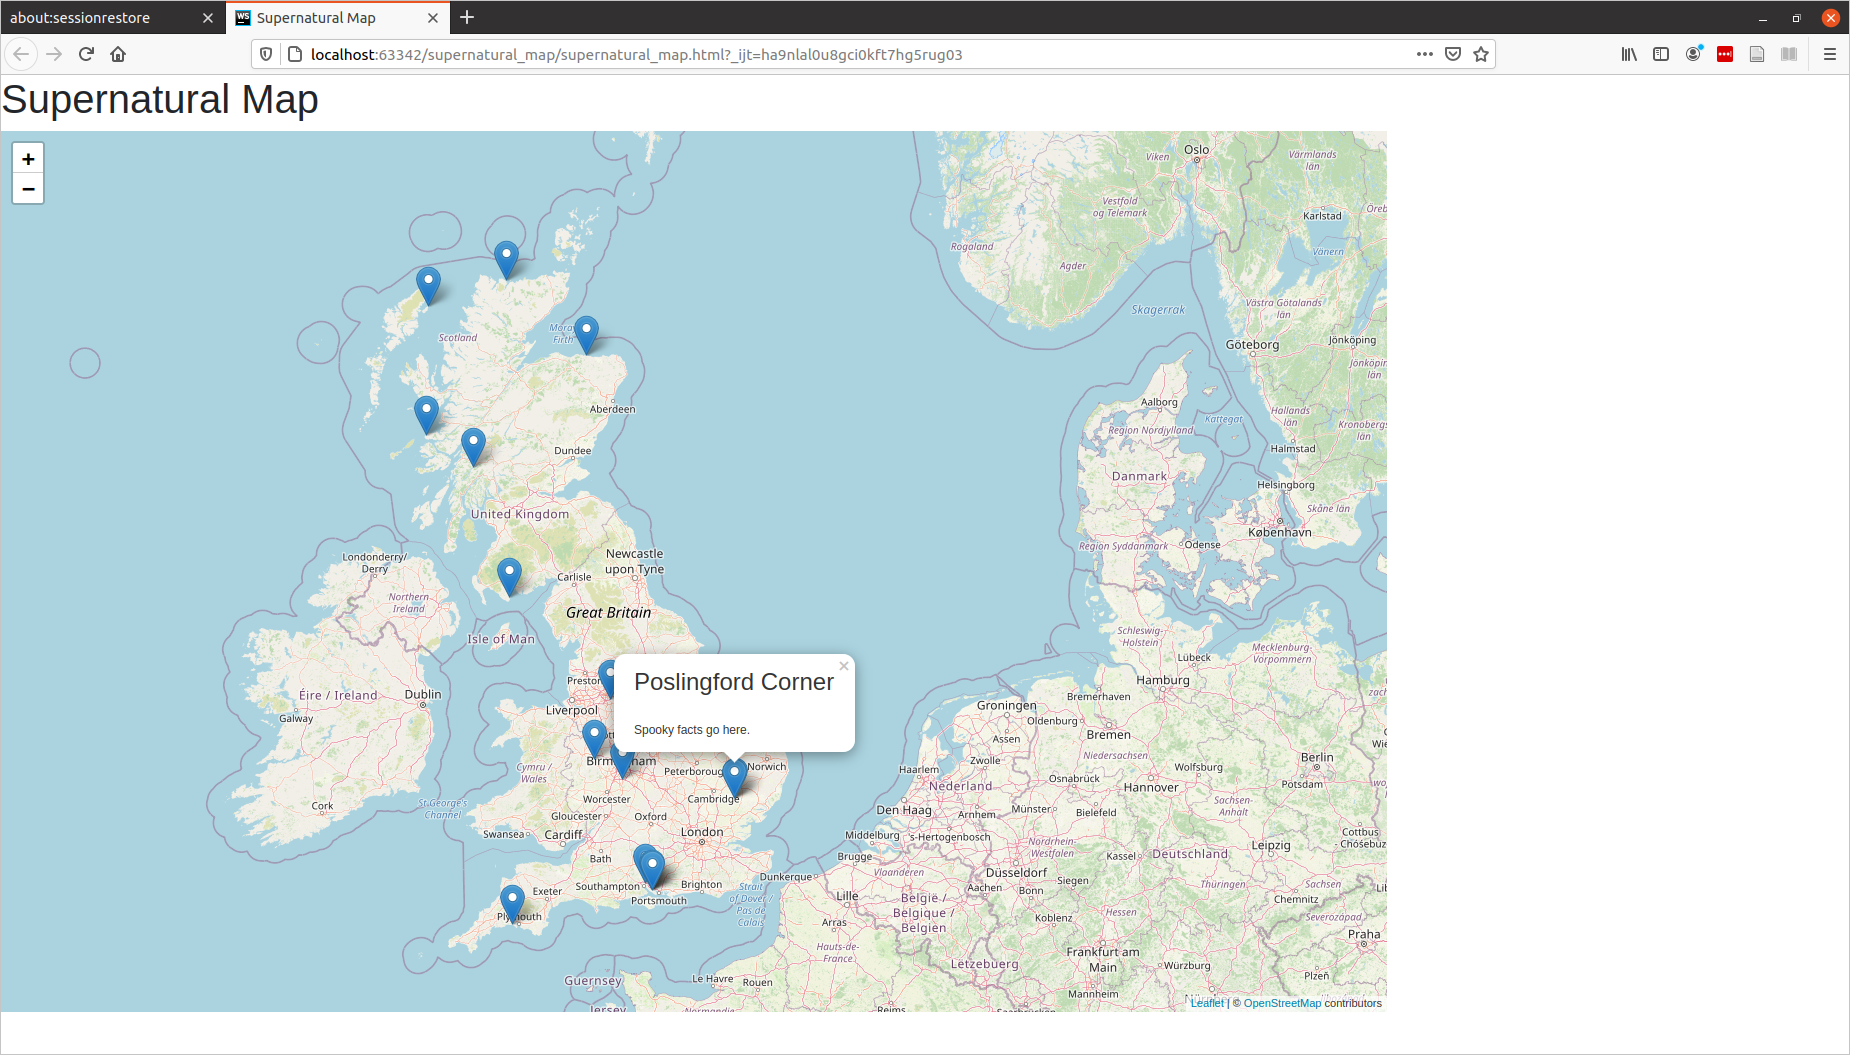 about:sessionrestore
Supernatural Map
localhost:63342/supernatural_map/supernatural_map.html?_ijt=ha9nlal0u8gci0kft7hg5rug03
Supernatural Map
+
−
Oslo
Viken
Värmlands län
Vestfold og Telemark
Karlstad
Rogaland
Vänern
Agder
Västra Götalands län
Skagerrak
Scotland
Göteborg
Jönköping
Aalborg
Aberdeen
Kattegat
Hallands län
Region Nordjylland
Kronobergs län
Halmstad
Dundee
Danmark
Helsingborg
Skåne län
United Kingdom
København
Region Syddanmark
Odense
Londonderry/
Derry
Newcastle
upon Tyne
Carlisle
Northern
Ireland
Great Britain
Isle of Man
Schleswig-
Holstein
Mecklenburg-
Vorpommern
Lübeck
Preston
Poslingford Corner
Spooky facts go here.
Hamburg
Éire / Ireland
Dublin
Bremerhaven
Galway
Liverpool
Groningen
Oldenburg
Bremen
Assen
Niedersachsen
Berlin
Zwolle
Wolfsburg
Cymru /
Wales
Peterboroug
Norwich
Haarlem
Osnabrück
Hannover
Potsdam
Nederland
Cork
St George's
Channel
Worcester
Cambridge
Den Haag
Arnhem
Münster
Bielefeld
Sachsen-
Anhalt
Gloucester
Oxford
Swansea
Cardiff
London
Middelburg
's-Hertogenbosch
Cottbus
Leipzig
Bath
Brugge
Nordrhein-
Westfalen
Kassel
Deutschland
Vlaanderen
Düsseldorf
Dunkerque
Exeter
Southampton
Brighton
Strait
of Dover /
Pas de
Calais
Lille
Aachen
Siegen
Bonn
Thüringen
Sachsen
Chemnitz
Portsmouth
België /
Belgique /
Belgien
Plymouth
Arras
Koblenz
Hessen
Severozápad
Praha
Hauts-de-
France
Frankfurt am
Main
Lëtzebuerg
Würzburg
Plzeň
Guernsey
Le Havre
Rouen
Mannheim
Jersey
Normandie
Reims
Leaflet | © OpenStreetMap contributors